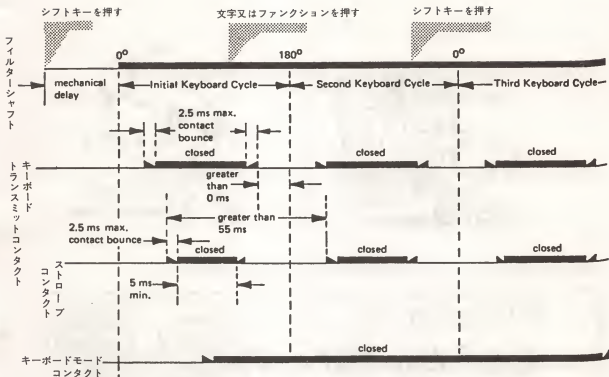 シフトキーを押す
文字又はファンクションを押す
シフトキーを押す
フィルターシャフト
0°
180°
0°
mechanical
delay
Initial Keyboard Cycle
Second Keyboard Cycle
Third Keyboard Cycle
2.5 ms max.
contact
bounce
キーボード
トランスミットコンタクト
closed
closed
closed
greater
than
0 ms
greater than
55 ms
2.5 ms max.
contact bounce
ストローブ
コンタクト
closed
closed
closed
5 ms
min.
キーボードモード
コンタクト
closed